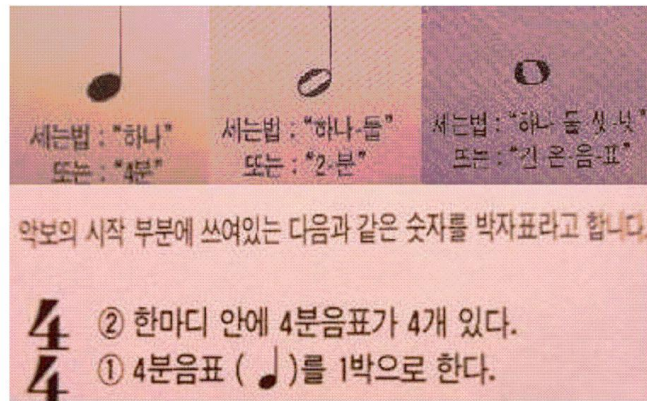 세는법 : "하나"
또는 : "4분"
세는법 : "하나-둘"
또는 : "2-분"
세는법 : "하나-둘 셋-넷"
또는 : "긴 온-음-표"
악보의 시작 부분에 쓰여있는 다음과 같은 숫자를 박자표라고 합니다.
4 ② 한마디 안에 4분음표가 4개 있다.
4 ① 4분음표 (♩)를 1박으로 한다.